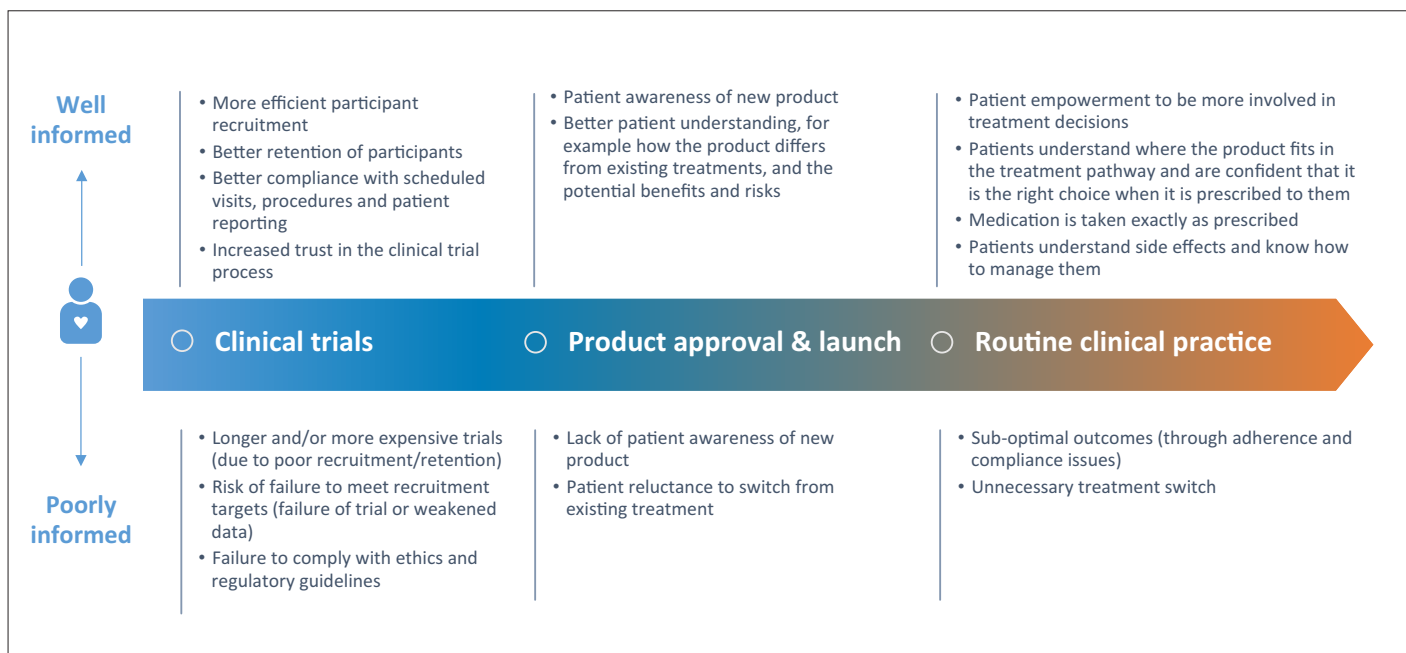 Well
informed
• More efficient participant
recruitment
• Better retention of participants
• Better compliance with scheduled
visits, procedures and patient
reporting
• Increased trust in the clinical trial
process
• Patient awareness of new product
• Better patient understanding, for
example how the product differs
from existing treatments, and the
potential benefits and risks
• Patient empowerment to be more involved in
treatment decisions
• Patients understand where the product fits in
the treatment pathway and are confident that it
is the right choice when it is prescribed to them
• Medication is taken exactly as prescribed
• Patients understand side effects and know how
to manage them
Clinical trials
Product approval & launch
Routine clinical practice
Poorly
informed
• Longer and/or more expensive trials
(due to poor recruitment/retention)
• Risk of failure to meet recruitment
targets (failure of trial or weakened
data)
• Failure to comply with ethics and
regulatory guidelines
• Lack of patient awareness of new
product
• Patient reluctance to switch from
existing treatment
• Sub-optimal outcomes (through adherence and
compliance issues)
• Unnecessary treatment switch